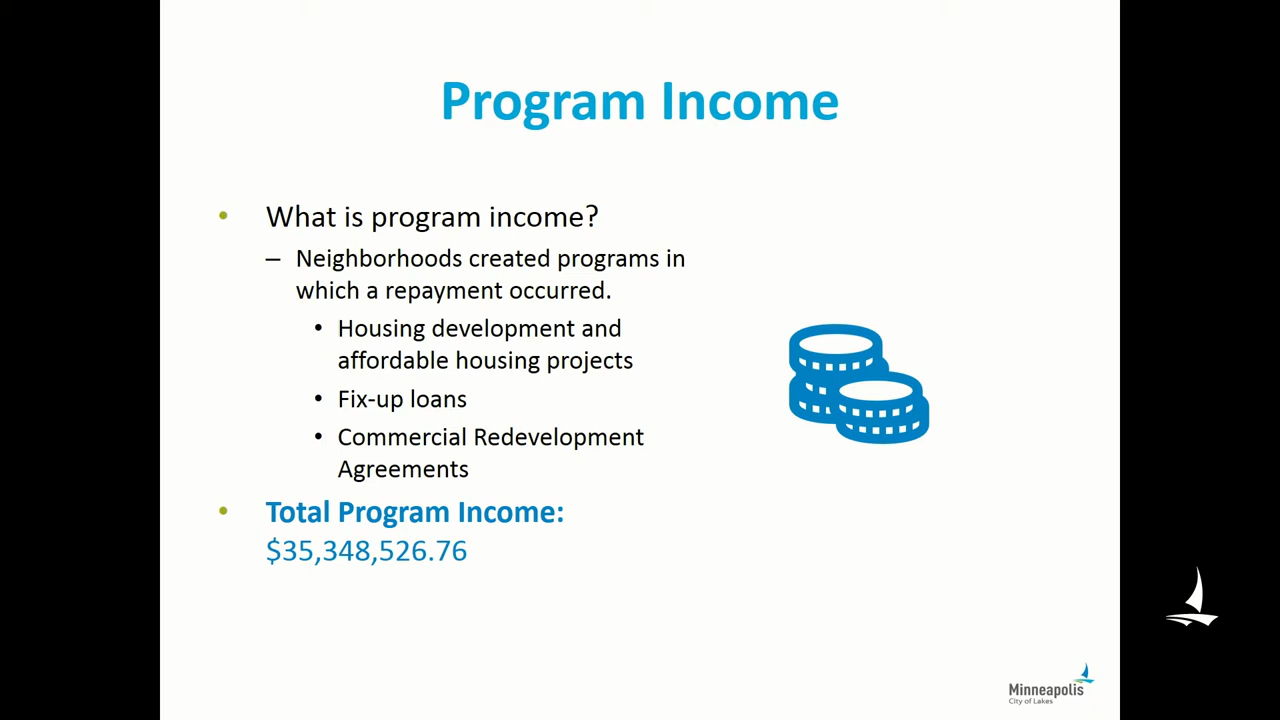 Program Income
• What is program income?
– Neighborhoods created programs in
which a repayment occurred.
• Housing development and
affordable housing projects
• Fix-up loans
• Commercial Redevelopment
Agreements
• Total Program Income:
$35,348,526.76
Minneapolis
City of Lakes